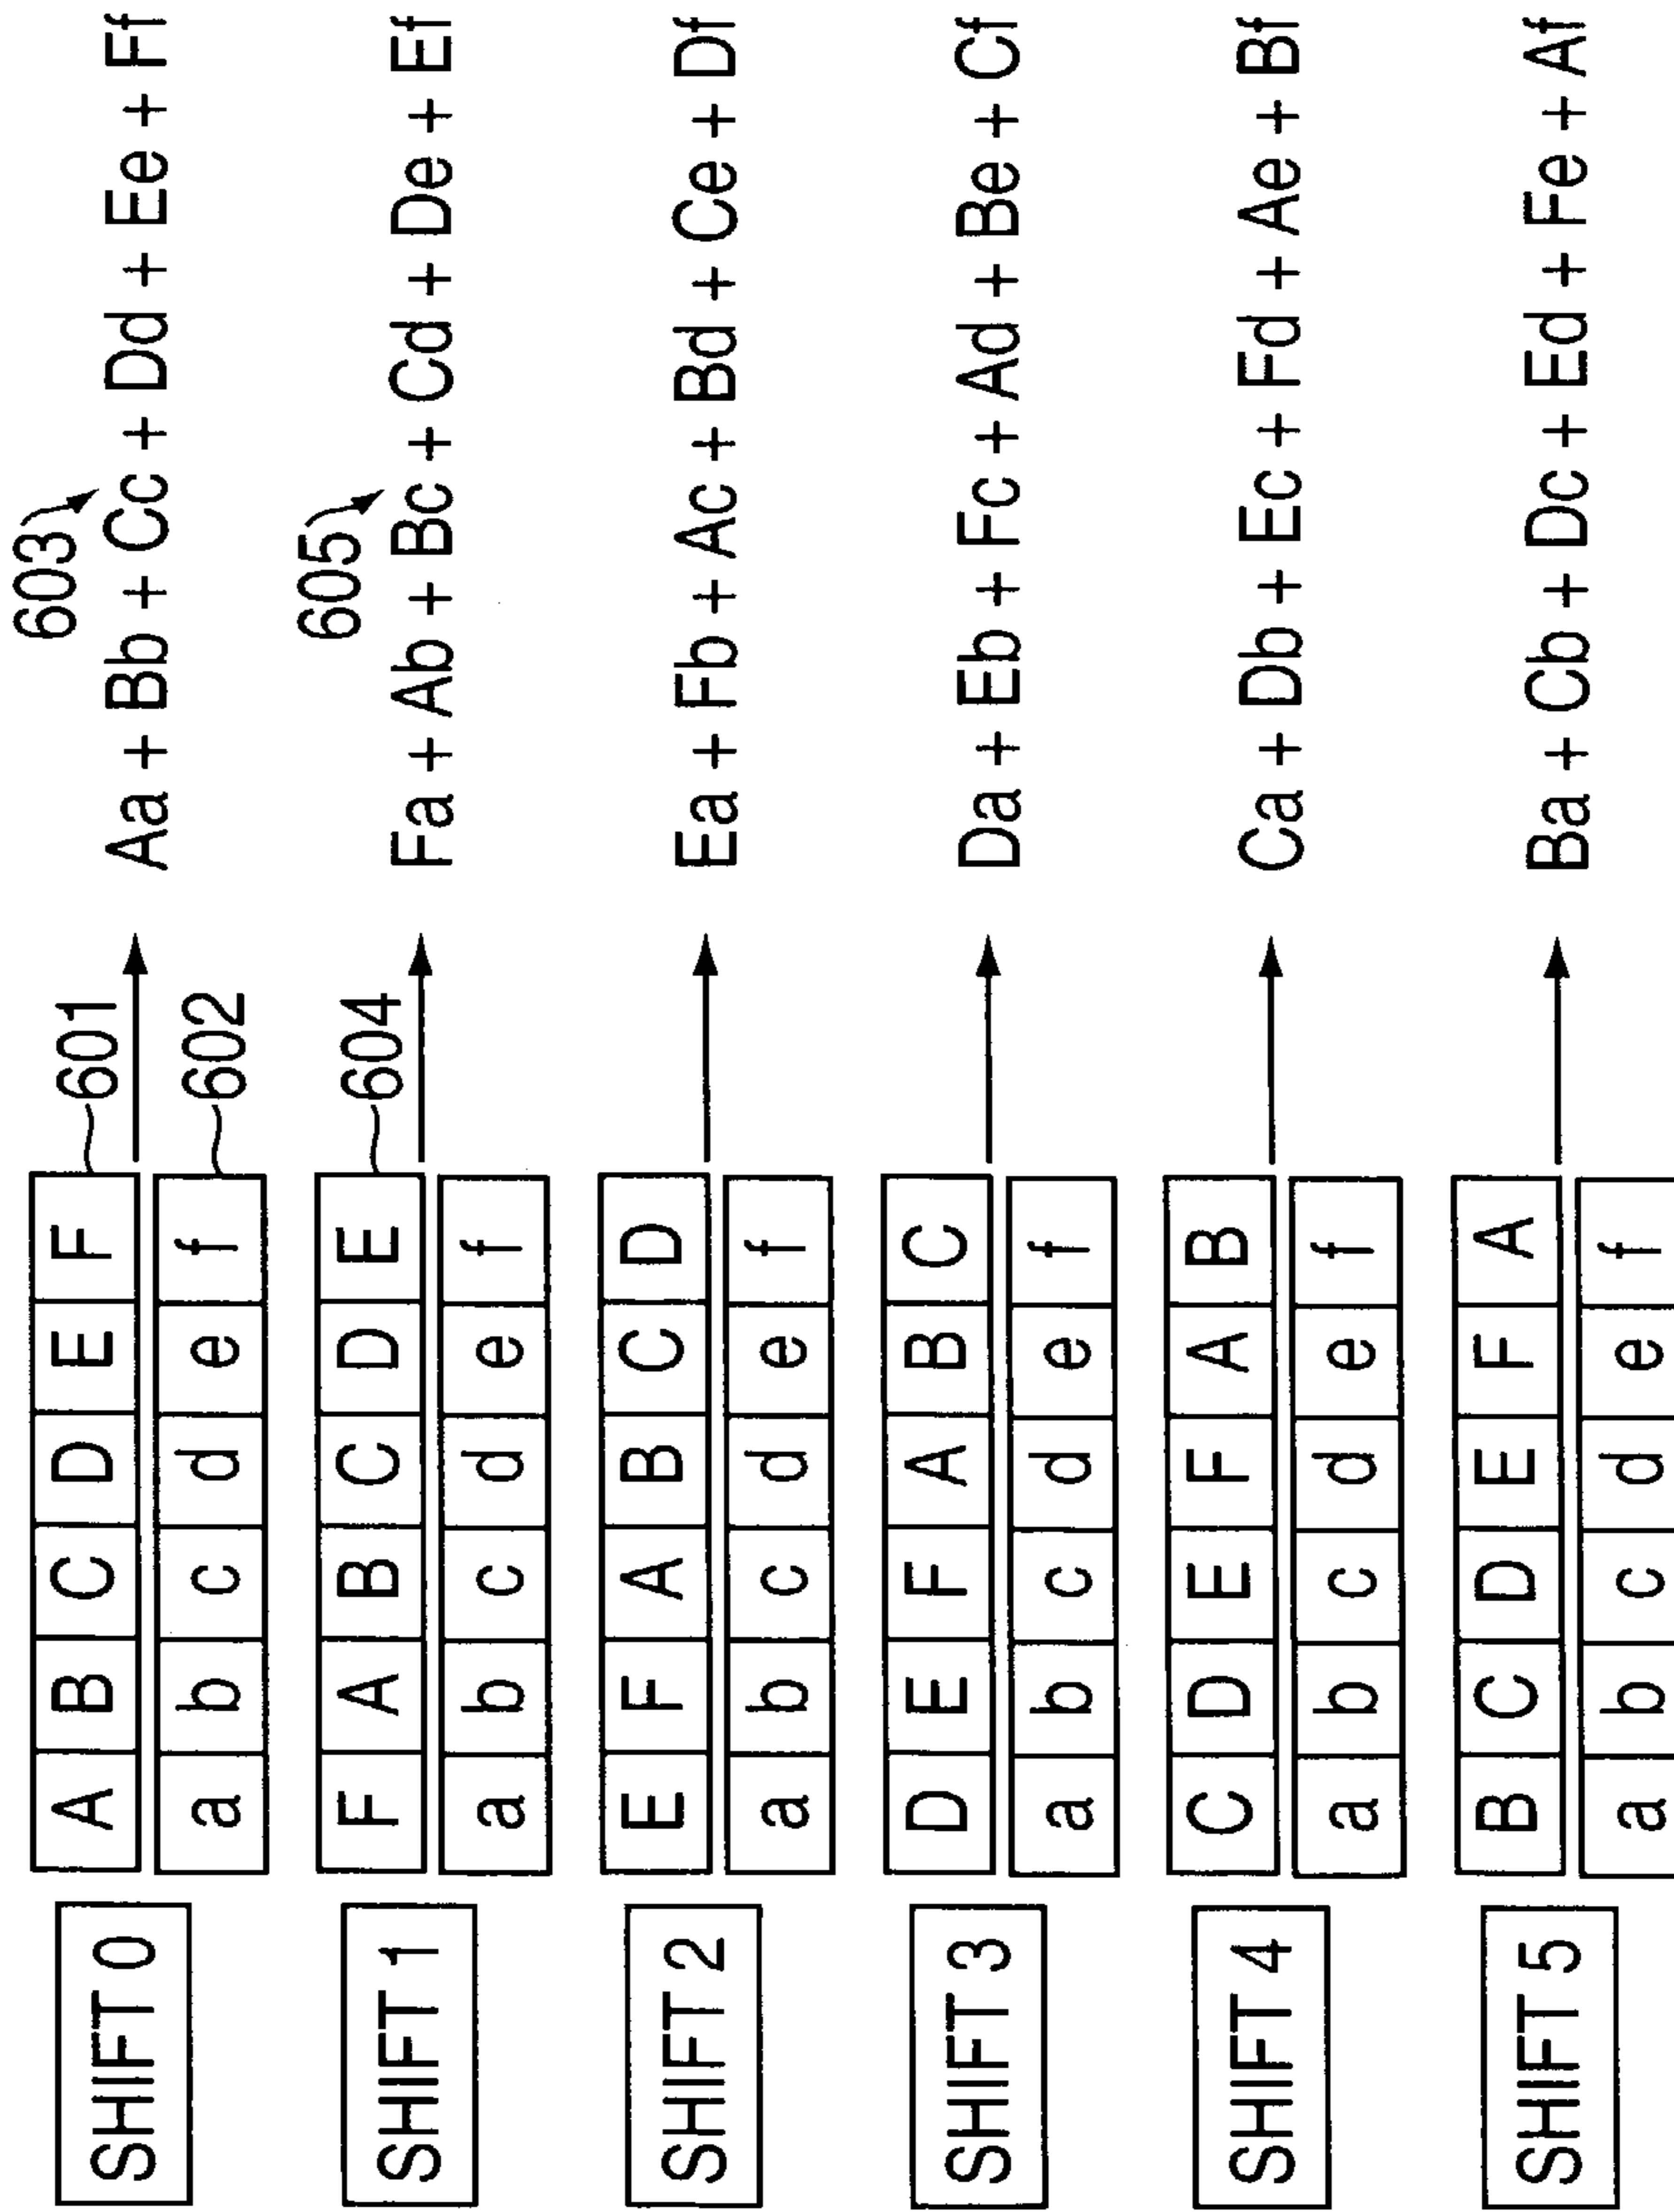 603
SHIFT 0 A B C D E F 601 Aa + Bb + Cc + Dd + Ee + Ff
a b c d e f 602
605
SHIFT 1 F A B C D E 604 Fa + Ab + Bc + Cd + De + Ef
a b c d e f
SHIFT 2 E F A B C D Ea + Fb + Ac + Bd + Ce + Df
a b c d e f
SHIFT 3 D E F A B C Da + Eb + Fc + Ad + Be + Cf
a b c d e f
SHIFT 4 C D E F A B Ca + Db + Ec + Fd + Ae + Bf
a b c d e f
SHIFT 5 B C D E F A Ba + Cb + Dc + Ed + Fe + Af
a b c d e f